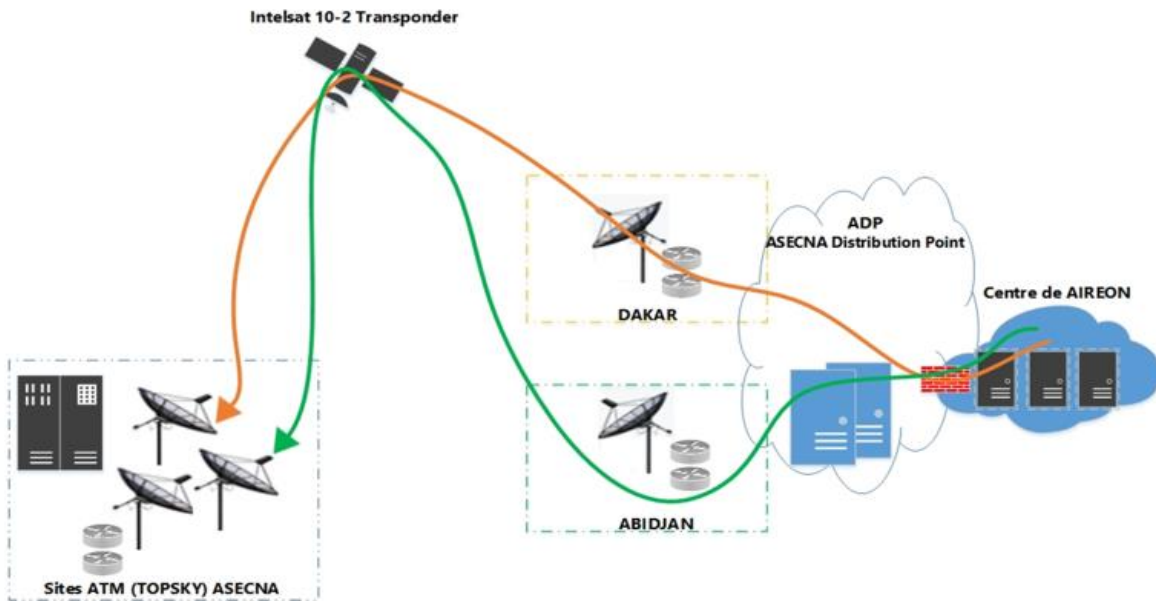 Intelsat 10-2 Transponder
ADP
ASECNA Distribution Point
Centre de AIREON
DAKAR
ABIDJAN
Sites ATM (TOPSKY) ASECNA